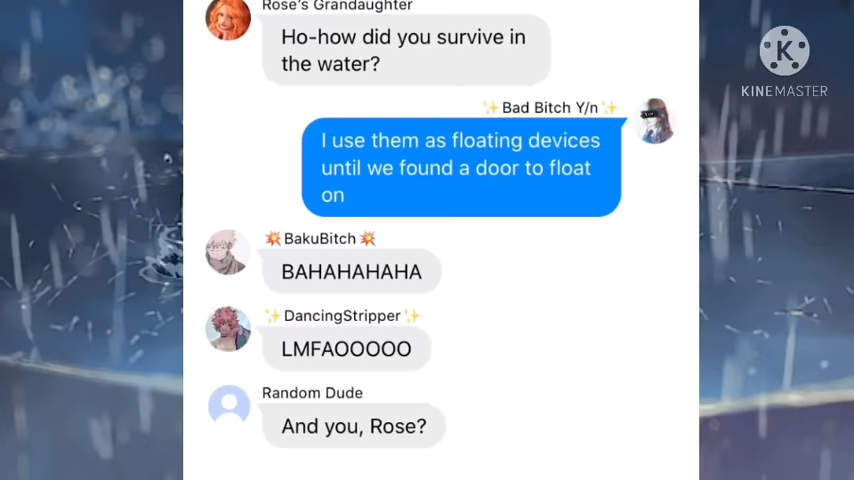 Rose's Grandaughter
Ho-how did you survive in
the water?
✨Bad Bitch Y/n✨
I use them as floating devices
until we found a door to float
on
💥BakuBitch💥
BAHAHAHAHA
✨DancingStripper✨
LMFAOOOOO
Random Dude
And you, Rose?
K
KINEMASTER